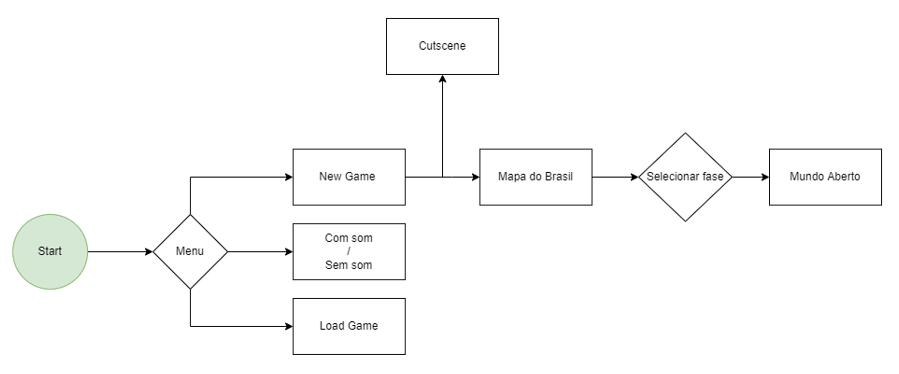 Cutscene
New Game
Mapa do Brasil
Selecionar fase
Mundo Aberto
Start
Menu
Com som
/
Sem som
Load Game